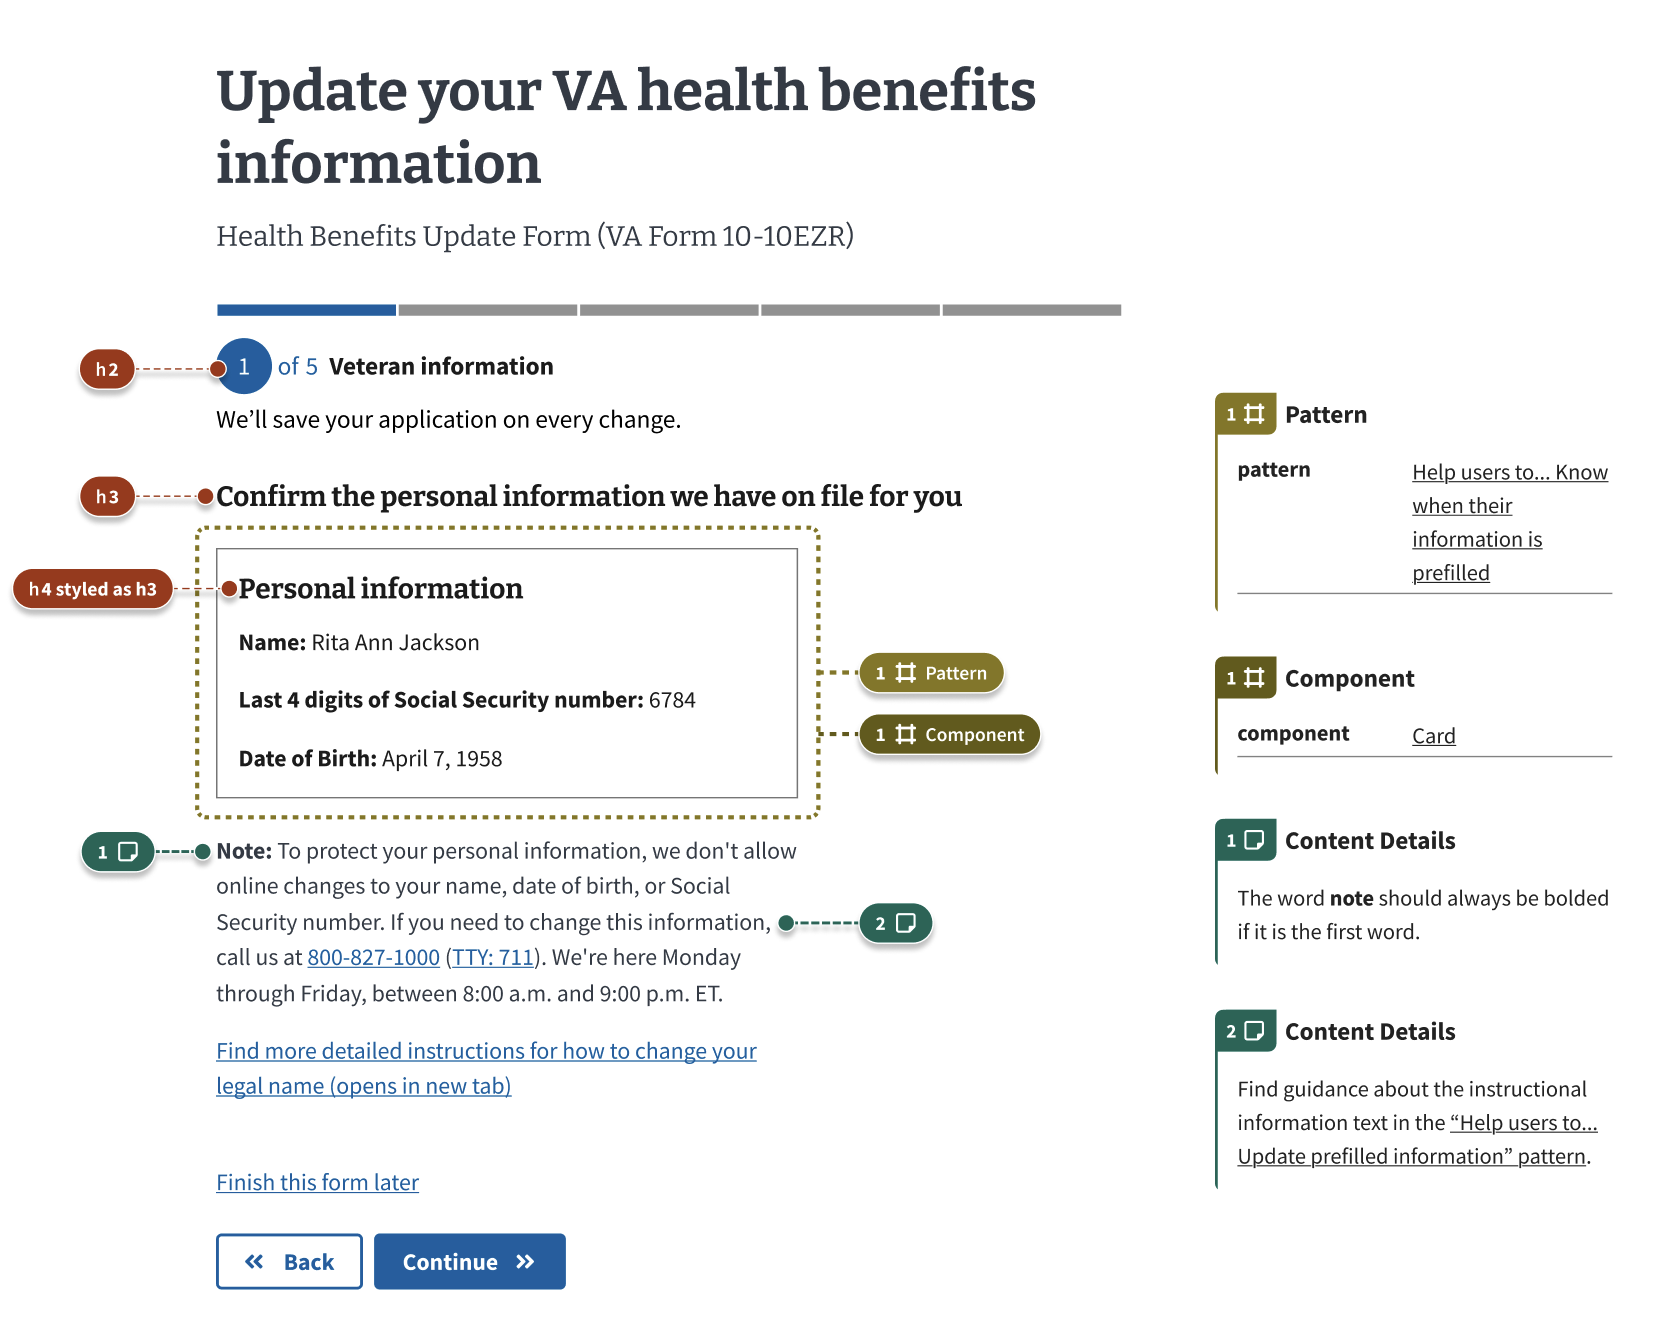 Update your VA health benefits
information
Health Benefits Update Form (VA Form 10-10EZR)
h2
1 of 5 Veteran information
We’ll save your application on every change.
h3
Confirm the personal information we have on file for you
h4 styled as h3
Personal information
Name: Rita Ann Jackson
Last 4 digits of Social Security number: 6784
Date of Birth: April 7, 1958
1 Pattern
1 Component
1
Note: To protect your personal information, we don't allow
online changes to your name, date of birth, or Social
Security number. If you need to change this information,
call us at 800-827-1000 (TTY: 711). We're here Monday
through Friday, between 8:00 a.m. and 9:00 p.m. ET.
2
Find more detailed instructions for how to change your
legal name (opens in new tab)
Finish this form later
Back
Continue
1 Pattern
pattern
Help users to... Know
when their
information is
prefilled
1 Component
component
Card
1 Content Details
The word note should always be bolded
if it is the first word.
2 Content Details
Find guidance about the instructional
information text in the “Help users to...
Update prefilled information” pattern.